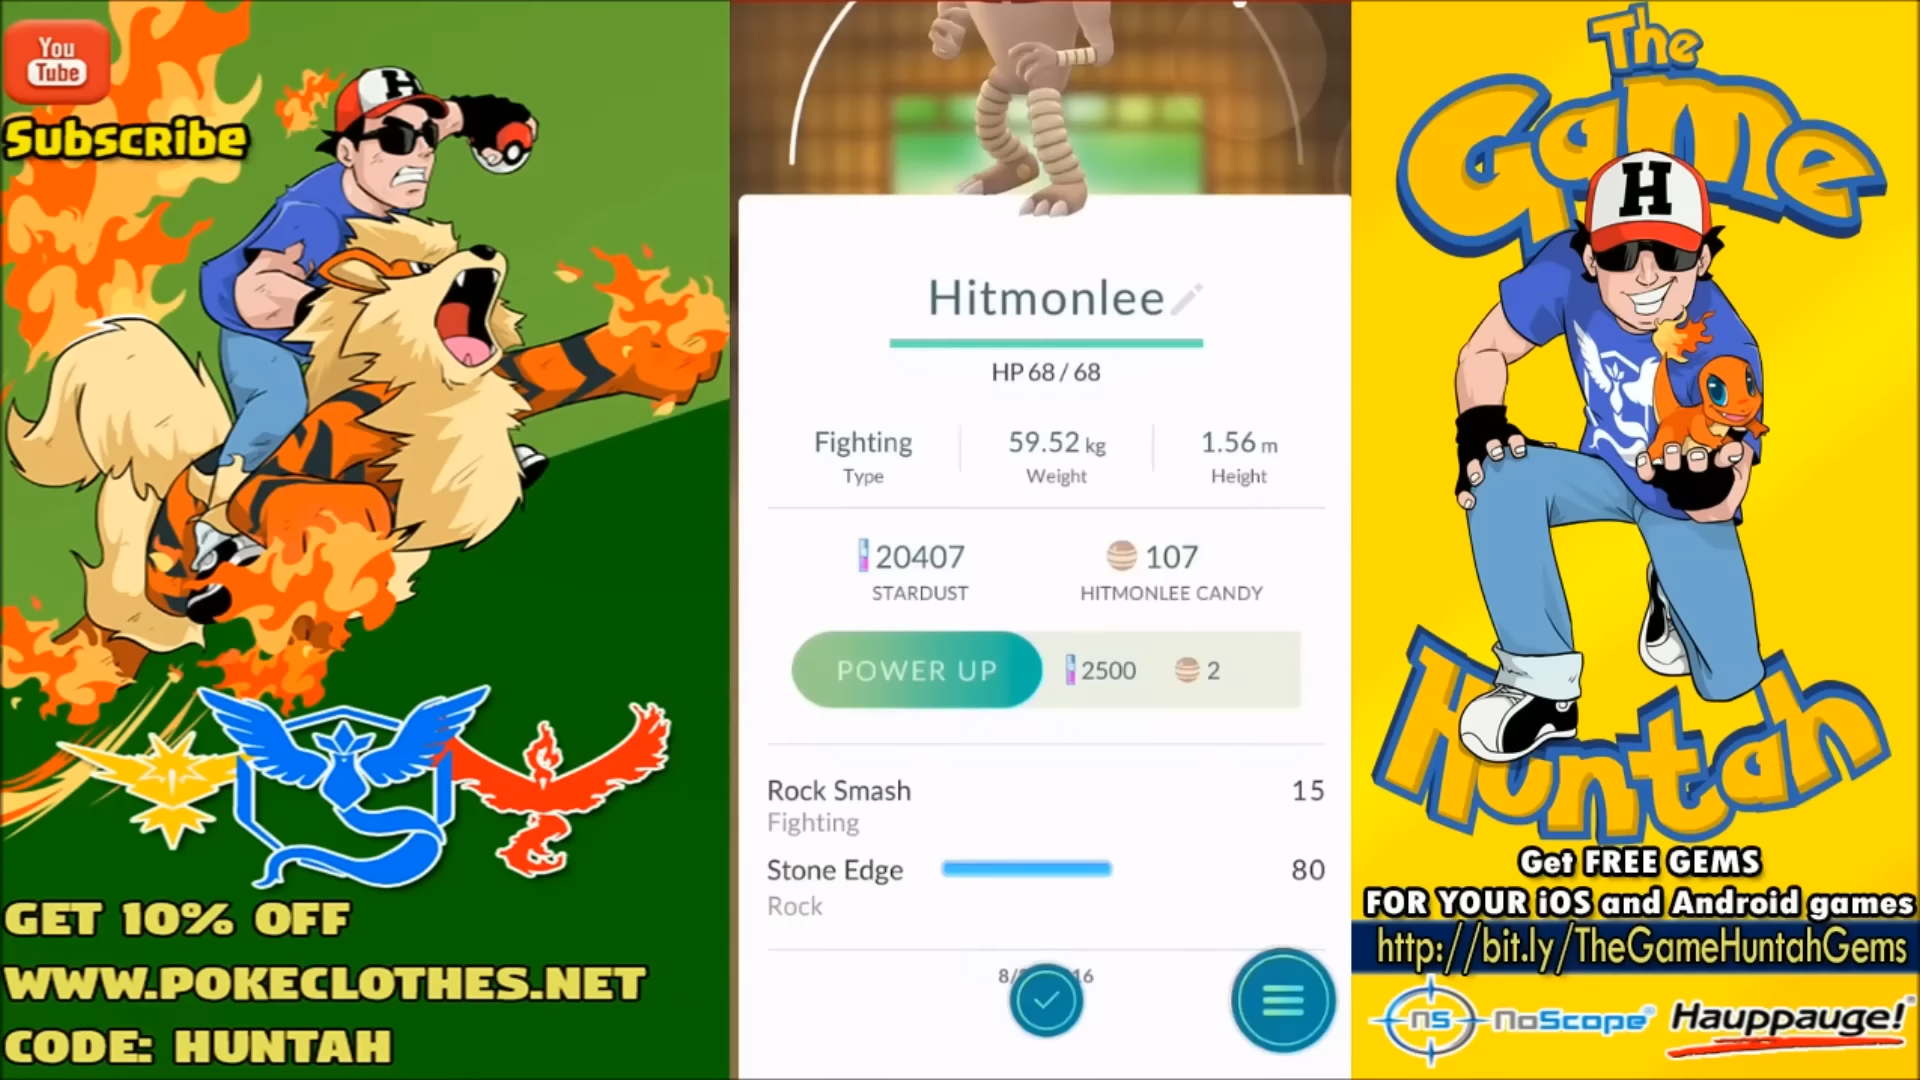 You
Tube
Subscribe
GET 10% OFF
WWW.POKECLOTHES.NET
CODE: HUNTAH
Hitmonlee
HP 68 / 68
Fighting
Type
59.52 kg
Weight
1.56 m
Height
20407
STARDUST
107
HITMONLEE CANDY
POWER UP
2500
2
Rock Smash
15
Fighting
Stone Edge
80
Rock
The
Game
H
H
Huntah
Get FREE GEMS
FOR YOUR iOS and Android games
http://bit.ly/TheGameHuntahGems
ns NoScope®
Hauppauge!®